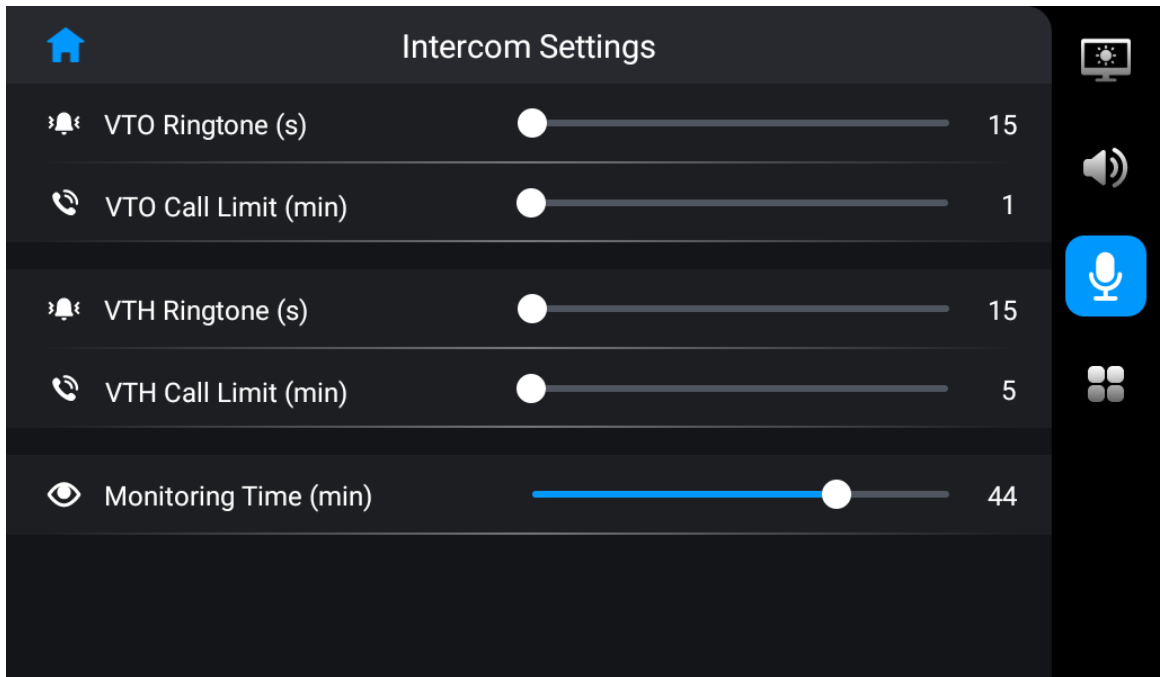 Intercom Settings
VTO Ringtone (s) 15
VTO Call Limit (min) 1
VTH Ringtone (s) 15
VTH Call Limit (min) 5
Monitoring Time (min) 44